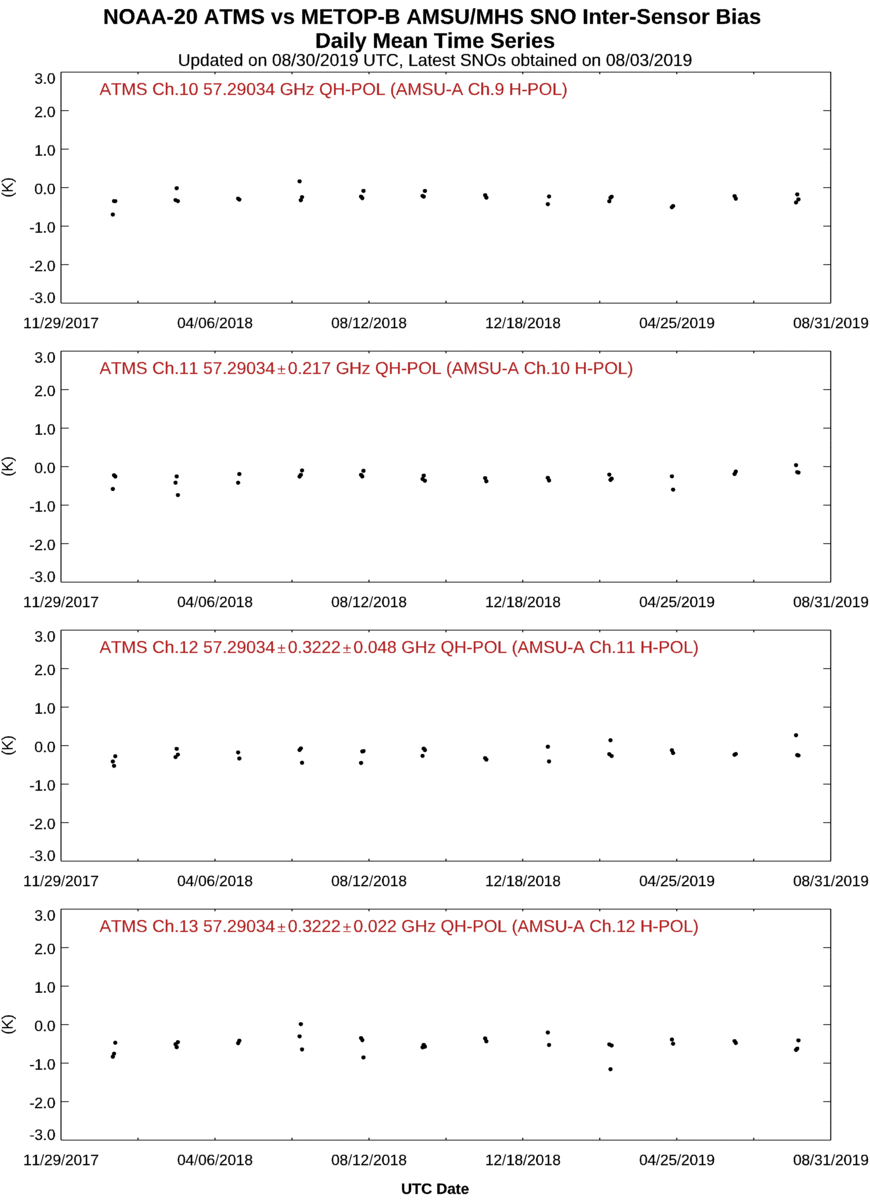 NOAA-20 ATMS vs METOP-B AMSU/MHS SNO Inter-Sensor Bias
Daily Mean Time Series
Updated on 08/30/2019 UTC, Latest SNOs obtained on 08/03/2019
ATMS Ch.10 57.29034 GHz QH-POL (AMSU-A Ch.9 H-POL)
3.0
2.0
1.0
0.0
-1.0
-2.0
-3.0
(K)
11/29/2017 04/06/2018 08/12/2018 12/18/2018 04/25/2019 08/31/2019
ATMS Ch.11 57.29034±0.217 GHz QH-POL (AMSU-A Ch.10 H-POL)
3.0
2.0
1.0
0.0
-1.0
-2.0
-3.0
(K)
11/29/2017 04/06/2018 08/12/2018 12/18/2018 04/25/2019 08/31/2019
ATMS Ch.12 57.29034±0.3222±0.048 GHz QH-POL (AMSU-A Ch.11 H-POL)
3.0
2.0
1.0
0.0
-1.0
-2.0
-3.0
(K)
11/29/2017 04/06/2018 08/12/2018 12/18/2018 04/25/2019 08/31/2019
ATMS Ch.13 57.29034±0.3222±0.022 GHz QH-POL (AMSU-A Ch.12 H-POL)
3.0
2.0
1.0
0.0
-1.0
-2.0
-3.0
(K)
11/29/2017 04/06/2018 08/12/2018 12/18/2018 04/25/2019 08/31/2019
UTC Date